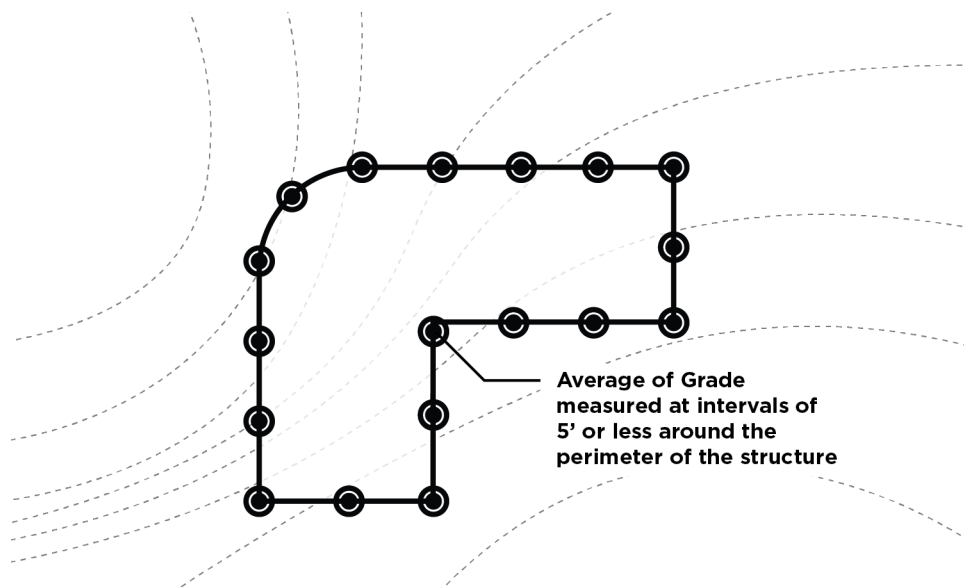 Average of Grade
measured at intervals of
5’ or less around the
perimeter of the structure